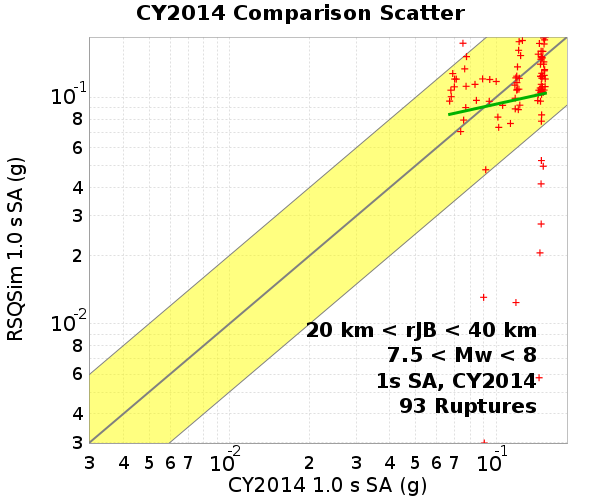 CY2014 Comparison Scatter
RSQSim 1.0 s SA (g)
10^-1
8
6
4
3
2
10^-2
8
6
4
3
20 km < rJB < 40 km
7.5 < Mw < 8
1s SA, CY2014
93 Ruptures
3 4 5 6 7 10^-2 2 3 4 5 6 7 10^-1
CY2014 1.0 s SA (g)